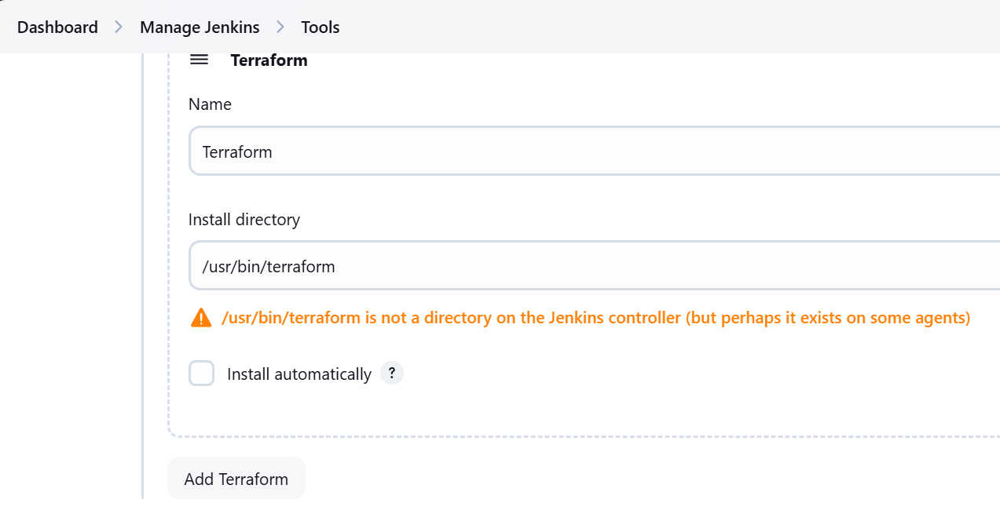 Dashboard > Manage Jenkins > Tools
Terraform
Name
Terraform
Install directory
/usr/bin/terraform
/usr/bin/terraform is not a directory on the Jenkins controller (but perhaps it exists on some agents)
Install automatically ?
Add Terraform